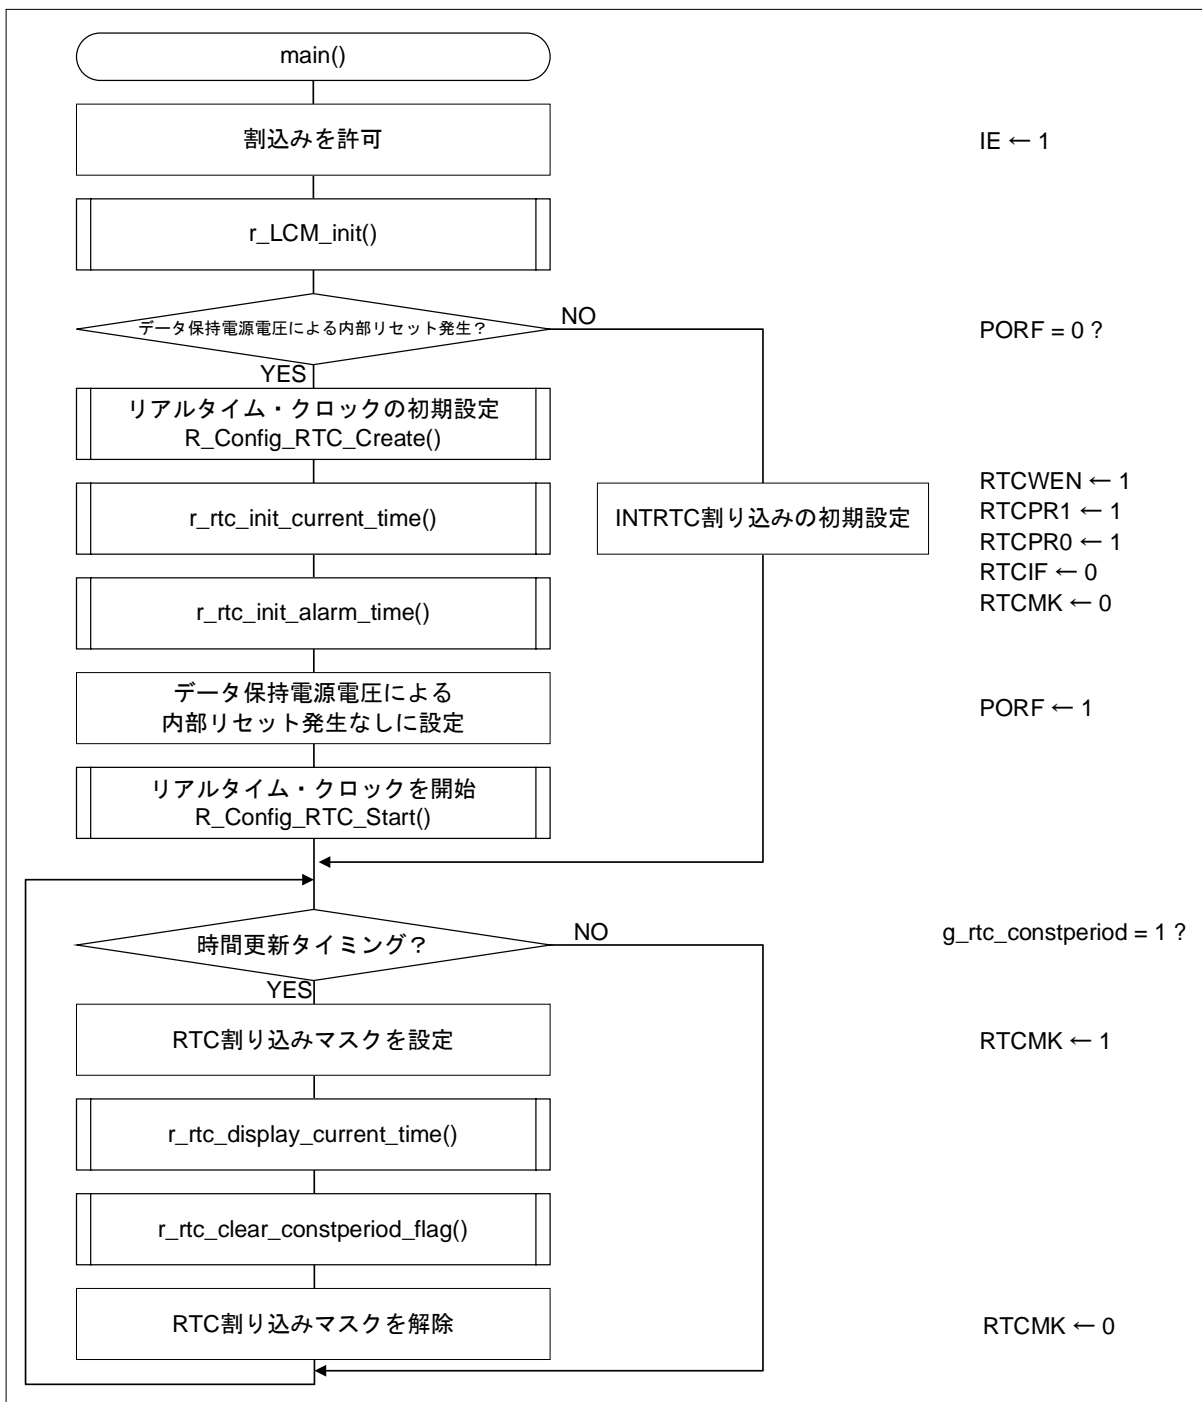 main()
割込みを許可
IE ← 1
r_LCM_init()
データ保持電源電圧による内部リセット発生？
NO
PORF = 0 ?
YES
リアルタイム・クロックの初期設定
R_Config_RTC_Create()
r_rtc_init_current_time()
INTRTC割り込みの初期設定
RTCWEN ← 1
RTCPR1 ← 1
RTCPR0 ← 1
RTCIF ← 0
RTCMK ← 0
r_rtc_init_alarm_time()
データ保持電源電圧による
内部リセット発生なしに設定
PORF ← 1
リアルタイム・クロックを開始
R_Config_RTC_Start()
時間更新タイミング？
NO
g_rtc_constperiod = 1 ?
YES
RTC割り込みマスクを設定
RTCMK ← 1
r_rtc_display_current_time()
r_rtc_clear_constperiod_flag()
RTC割り込みマスクを解除
RTCMK ← 0